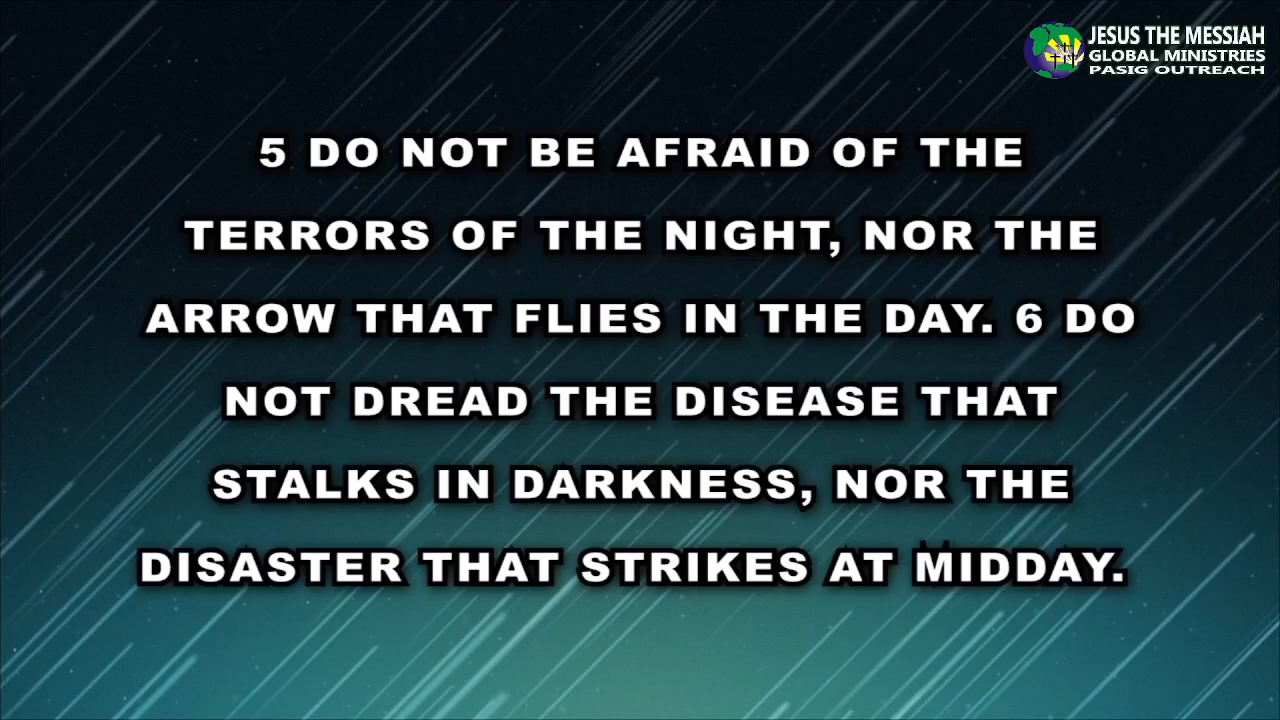 JESUS THE MESSIAH
GLOBAL MINISTRIES
PASIG OUTREACH
5 DO NOT BE AFRAID OF THE
TERRORS OF THE NIGHT, NOR THE
ARROW THAT FLIES IN THE DAY. 6 DO
NOT DREAD THE DISEASE THAT
STALKS IN DARKNESS, NOR THE
DISASTER THAT STRIKES AT MIDDAY.